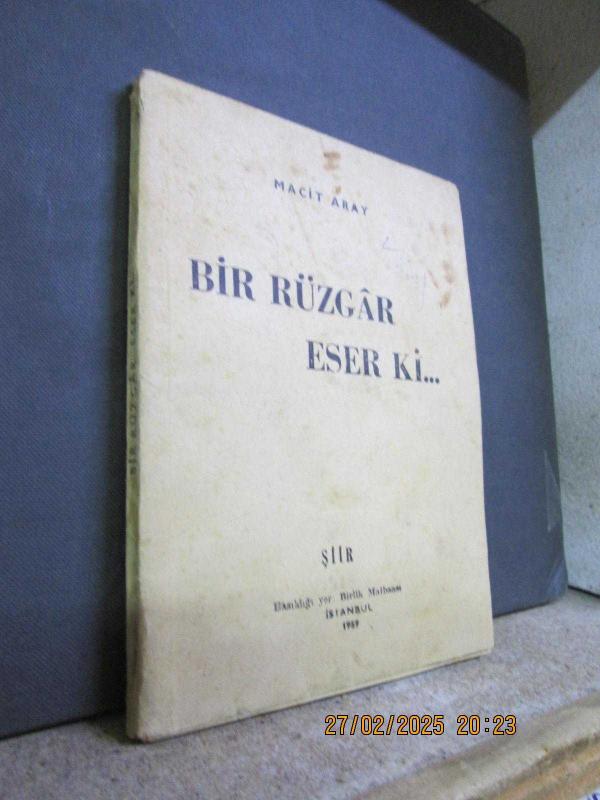 MACİT ARAY
BİR RÜZGÂR
ESER Kİ...
ŞİİR
Basıldığı yer Birlik Matbaası
İSTANBUL
1959
BİR RÜZGÂR ESER Kİ.
27/02/2025 20:23